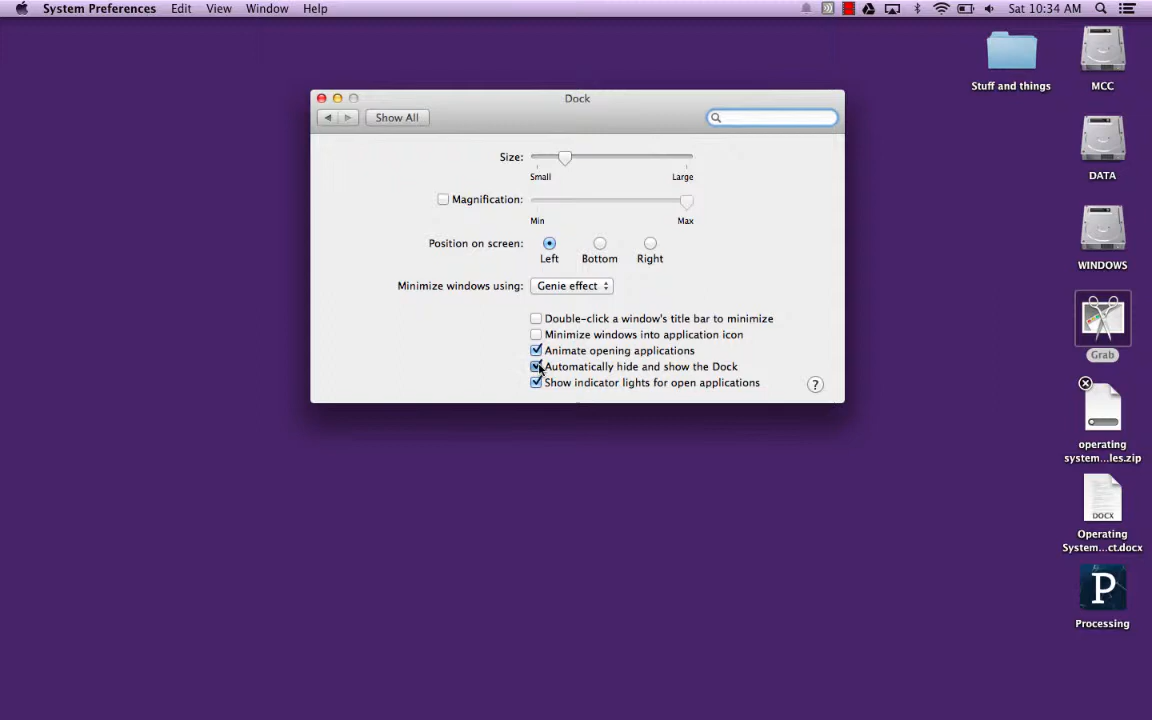 System Preferences Edit View Window Help
Sat 10:34 AM
Stuff and things
MCC
Dock
Show All
Size:
Small Large
DATA
Magnification:
Min Max
Position on screen:
Left Bottom Right
WINDOWS
Minimize windows using: Genie effect
Double-click a window's title bar to minimize
Minimize windows into application icon
Animate opening applications
Automatically hide and show the Dock
Show indicator lights for open applications
?
Grab
operating
system...les.zip
DOCX
Operating
System...ct.docx
P
Processing